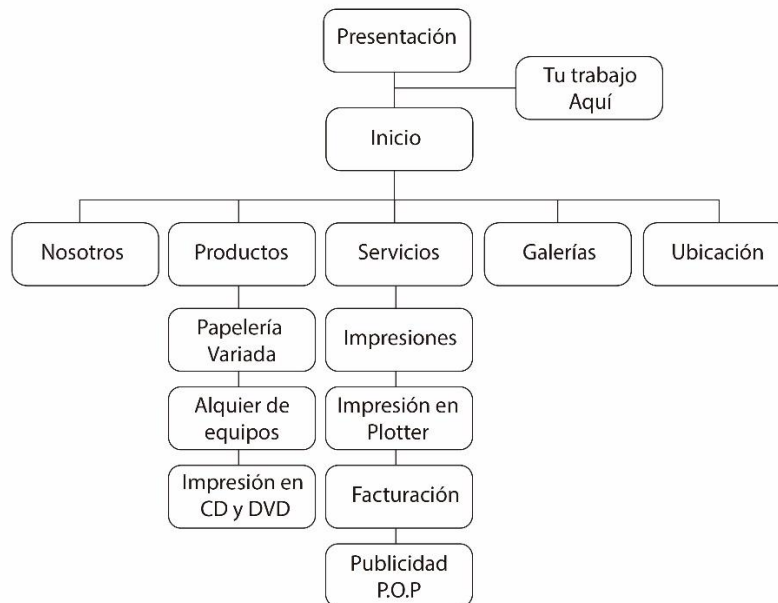 Presentación
Tu trabajo
Aquí
Inicio
Nosotros
Productos
Servicios
Galerías
Ubicación
Papelería
Variada
Alquier de
equipos
Impresión en
CD y DVD
Impresiones
Impresión en
Plotter
Facturación
Publicidad
P.O.P